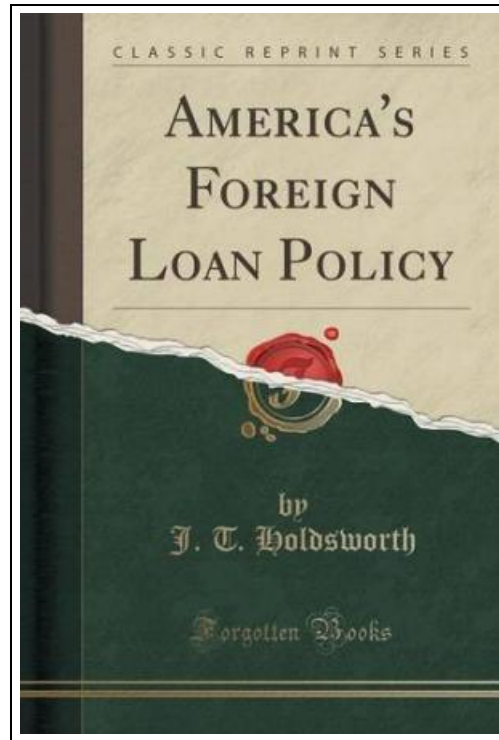 CLASSIC REPRINT SERIES
AMERICA'S
FOREIGN
LOAN POLICY
by
J. T. Holdsworth
Forgotten Books